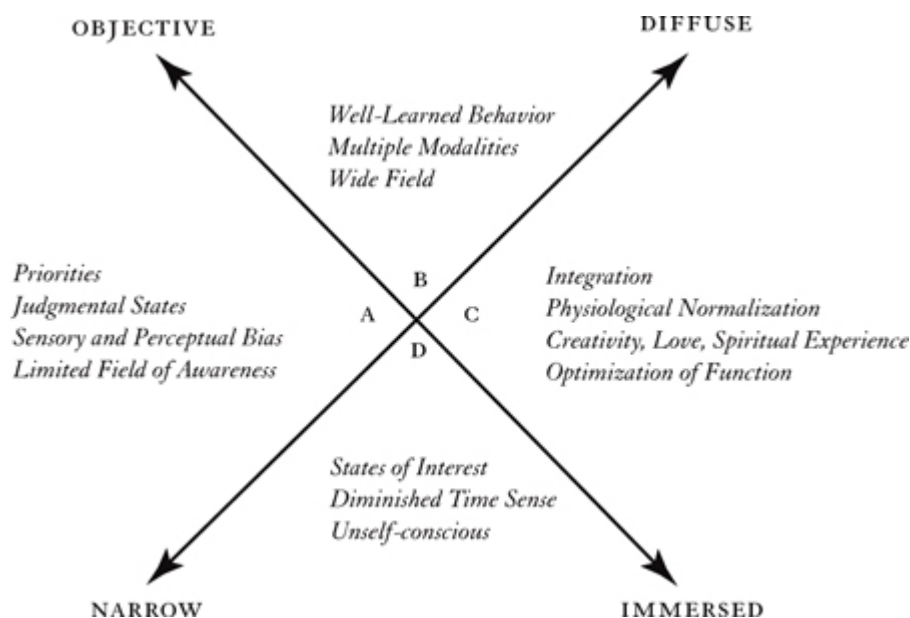 OBJECTIVE
DIFFUSE
Well-Learned Behavior
Multiple Modalities
Wide Field
Priorities
Judgmental States
Sensory and Perceptual Bias
Limited Field of Awareness
B
A
C
D
Integration
Physiological Normalization
Creativity, Love, Spiritual Experience
Optimization of Function
States of Interest
Diminished Time Sense
Unself-conscious
NARROW
IMMERSED